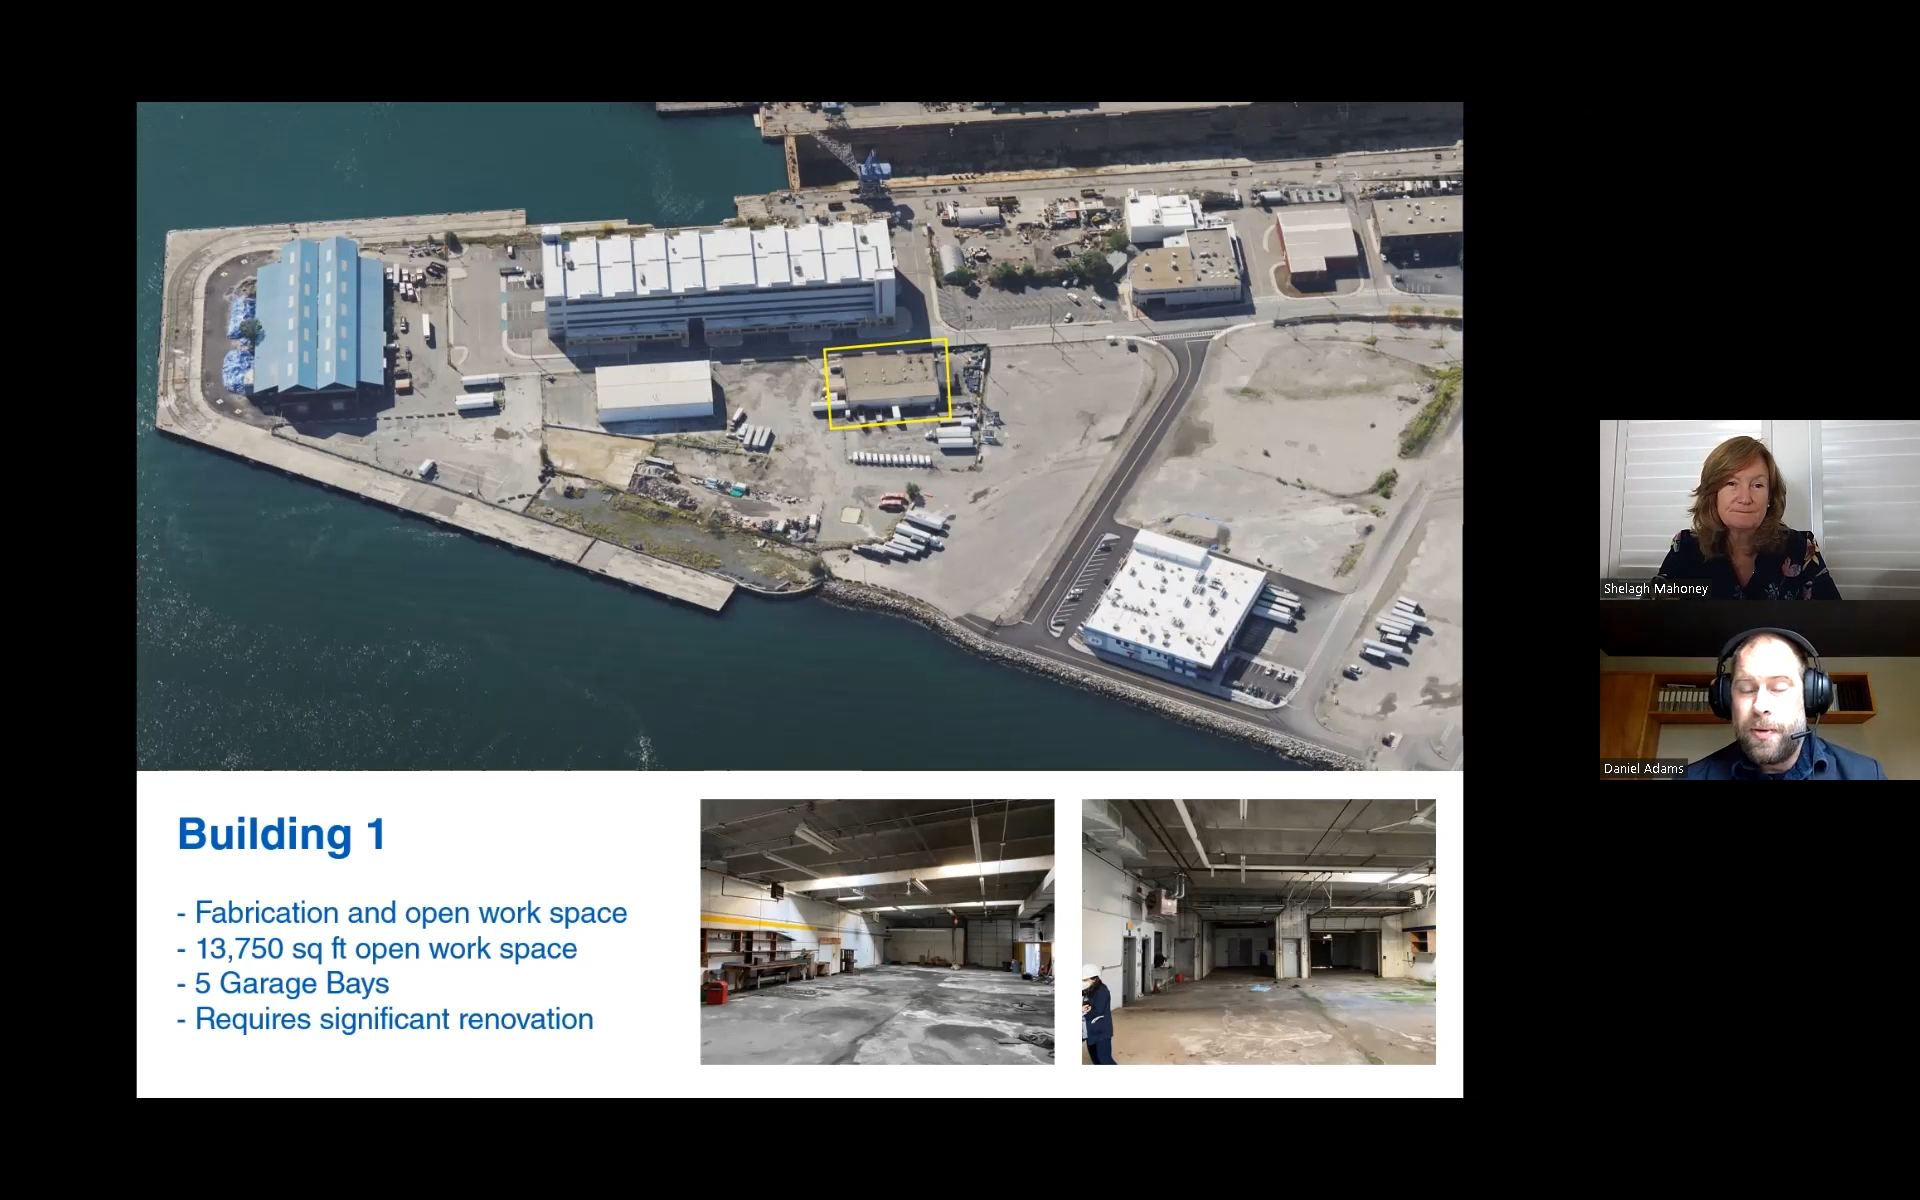 Building 1
- Fabrication and open work space
- 13,750 sq ft open work space
- 5 Garage Bays
- Requires significant renovation
Shelagh Mahoney
Daniel Adams